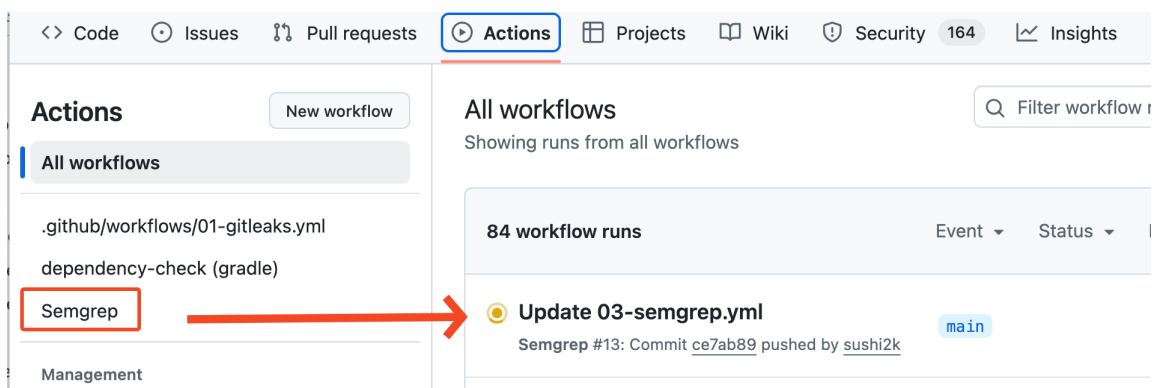 Code Issues Pull requests Actions Projects Wiki Security 164 Insights
Actions
New workflow
All workflows
.github/workflows/01-gitleaks.yml
dependency-check (gradle)
Semgrep
Management
All workflows
Showing runs from all workflows
Filter workflow
84 workflow runs
Event Status
Update 03-semgrep.yml
main
Semgrep #13: Commit ce7ab89 pushed by sushi2k